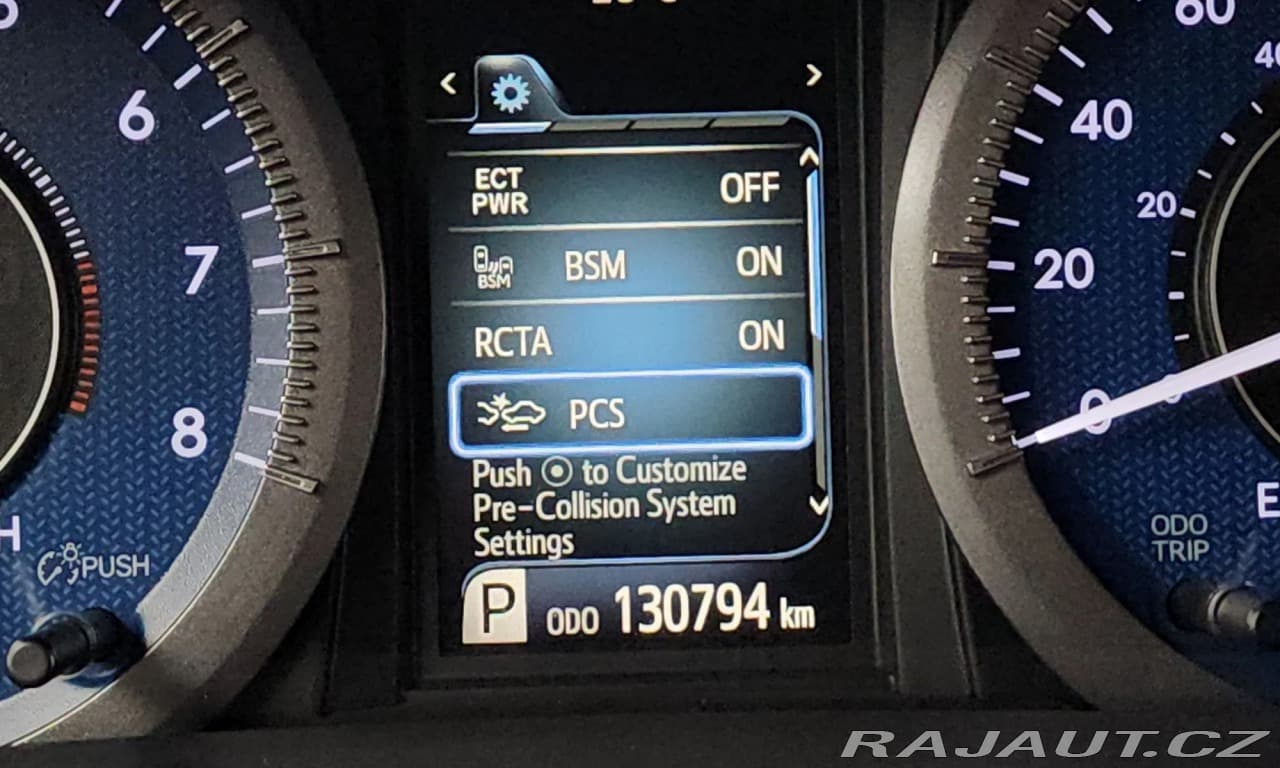 6
7
8
H
PUSH
< >
ECT
PWR OFF
BSM BSM ON
RCTA ON
PCS
Push to Customize
Pre-Collision System
Settings
P ODO 130794 km
60
40
20
0
40
20
E
ODO
TRIP
RAJAUT.CZ